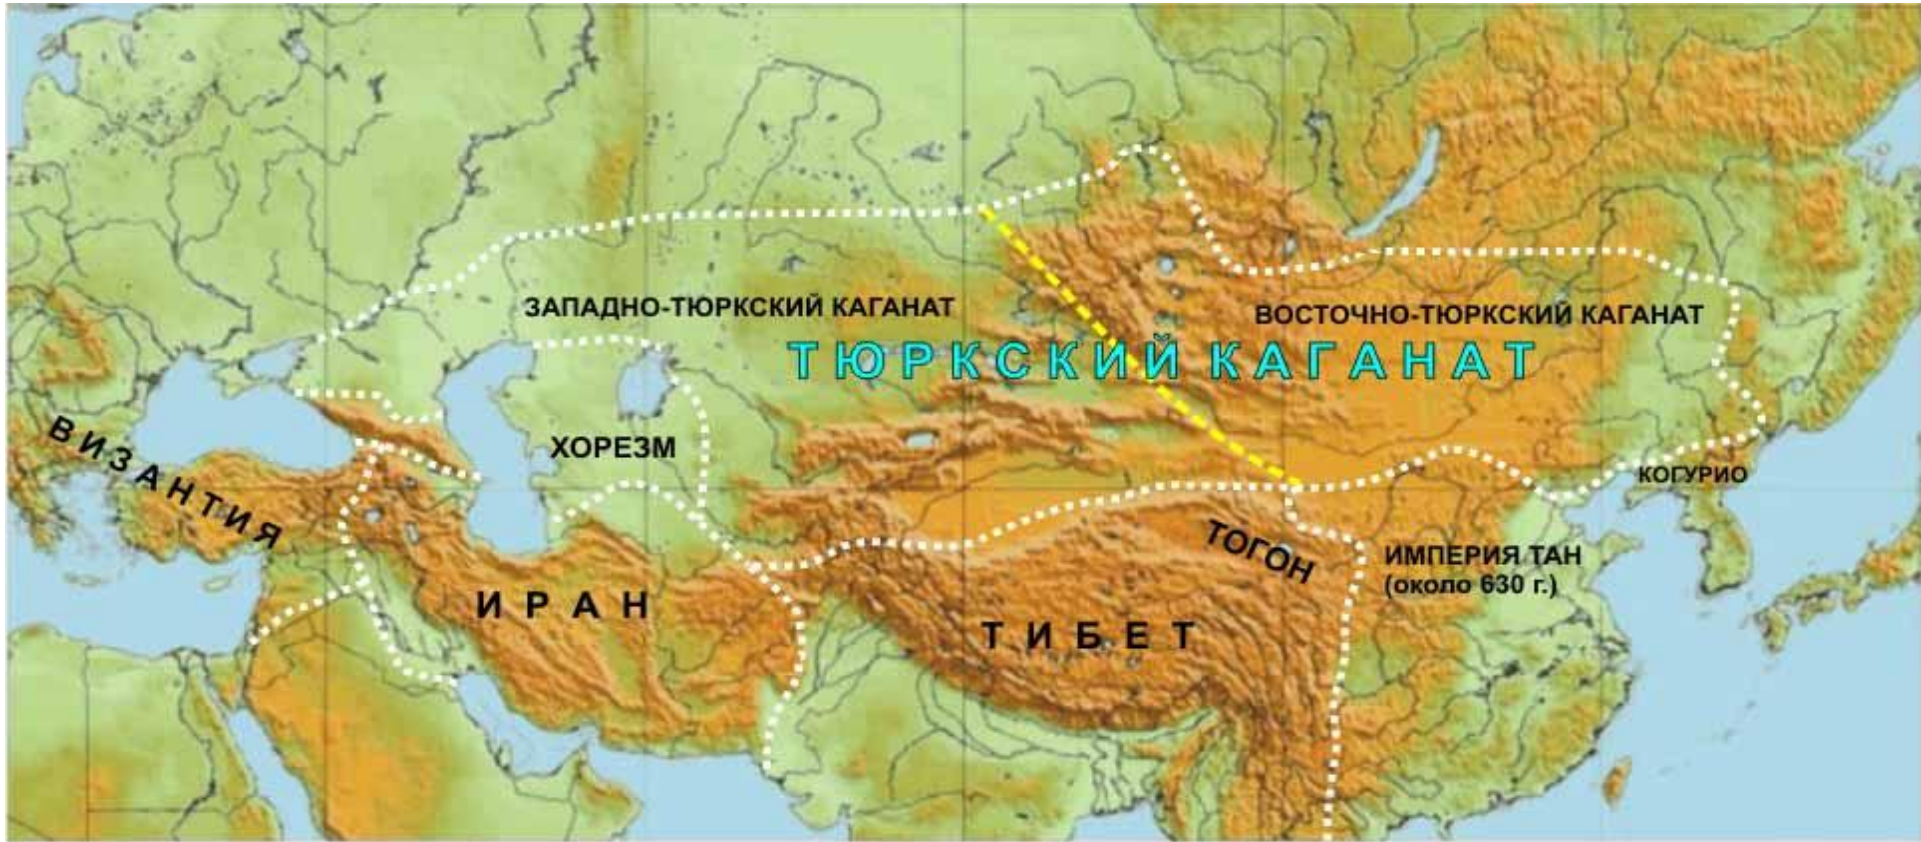 ЗАПАДНО-ТЮРКСКИЙ КАГАНАТ
ВОСТОЧНО-ТЮРКСКИЙ КАГАНАТ
ТЮРКСКИЙ КАГАНАТ
ВИЗАНТИЯ
ХОРЕЗМ
КОГУРИО
ТОГОН
ИМПЕРИЯ ТАН
(около 630 г.)
ИРАН
ТИБЕТ